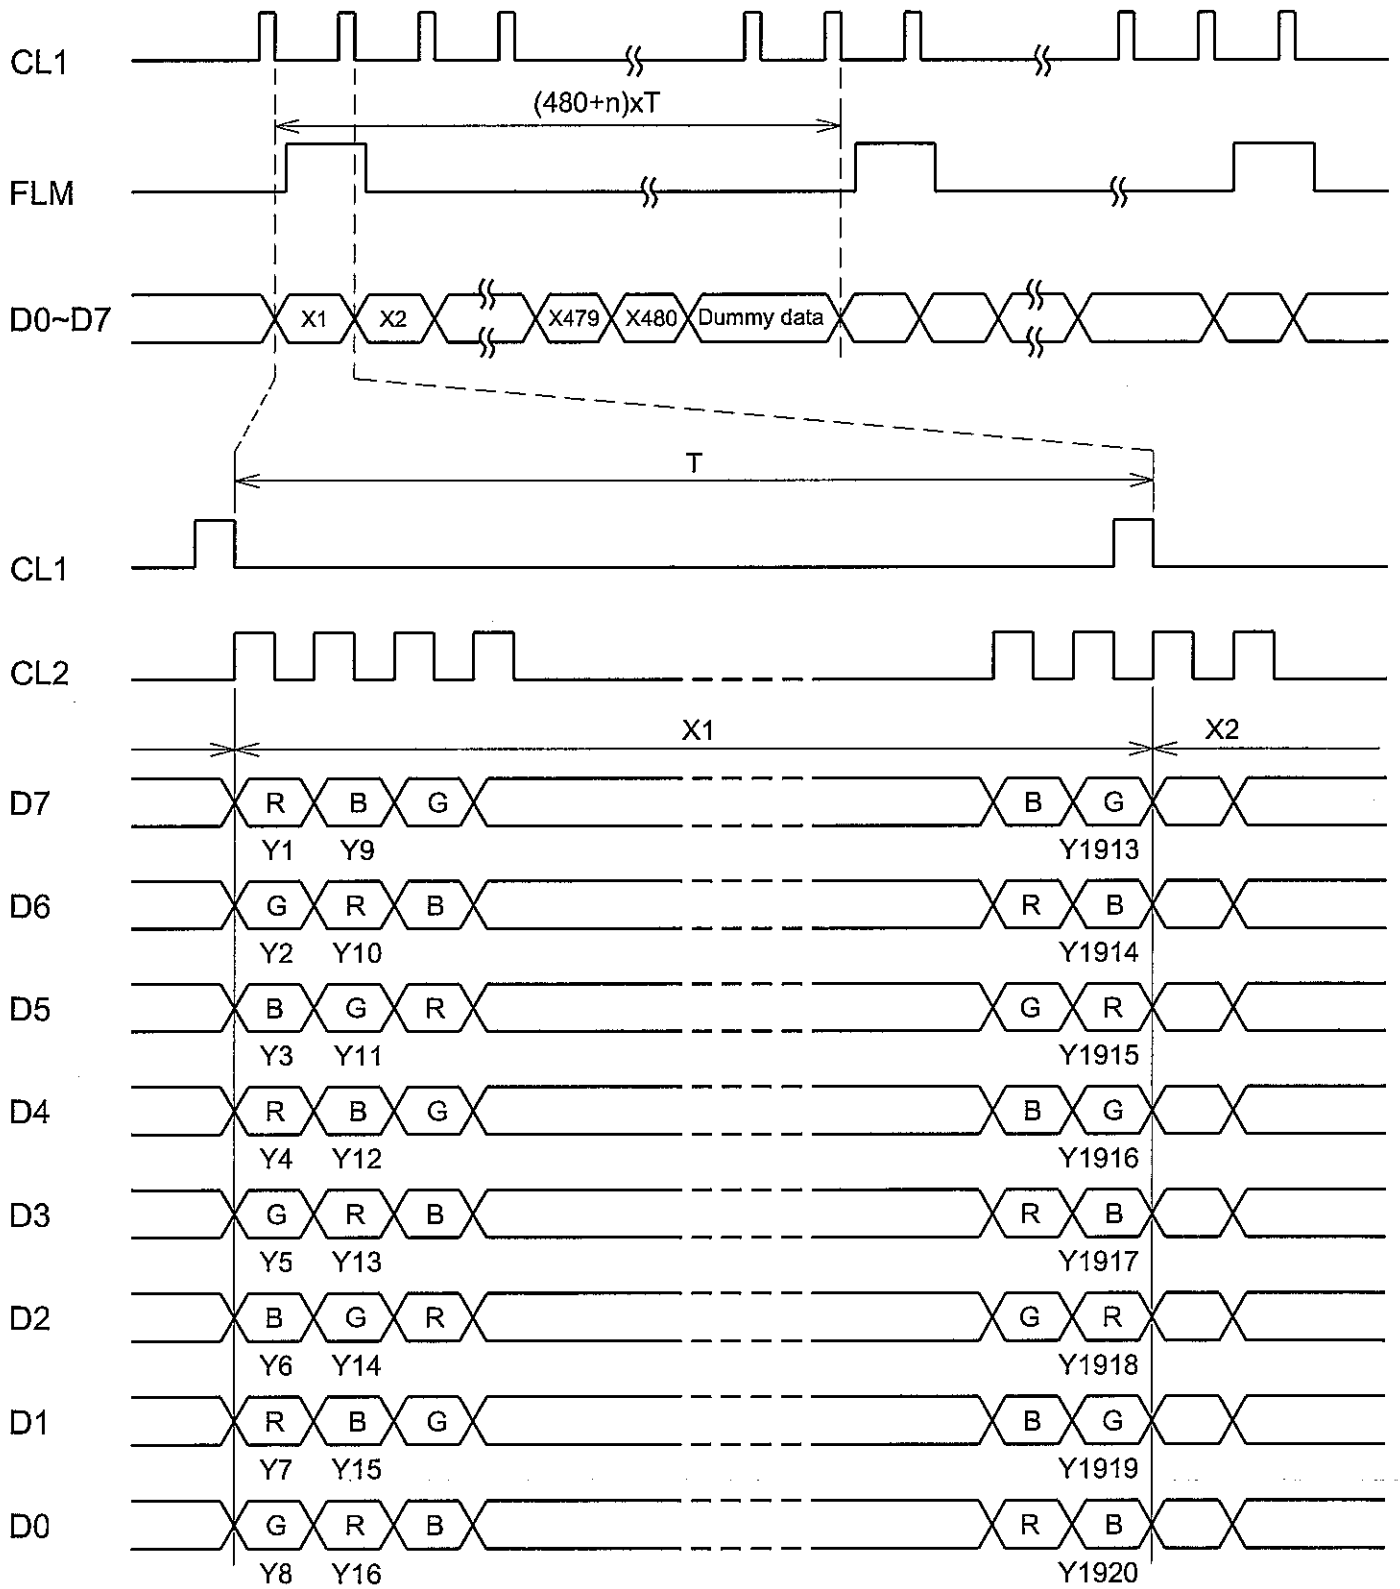 CL1
(480+n)xT
FLM
D0~D7 X1 X2 X479 X480 Dummy data
T
CL1
CL2
X1 X2
D7 R B G B G
Y1 Y9 Y1913
D6 G R B R B
Y2 Y10 Y1914
D5 B G R G R
Y3 Y11 Y1915
D4 R B G B G
Y4 Y12 Y1916
D3 G R B R B
Y5 Y13 Y1917
D2 B G R G R
Y6 Y14 Y1918
D1 R B G B G
Y7 Y15 Y1919
D0 G R B R B
Y8 Y16 Y1920